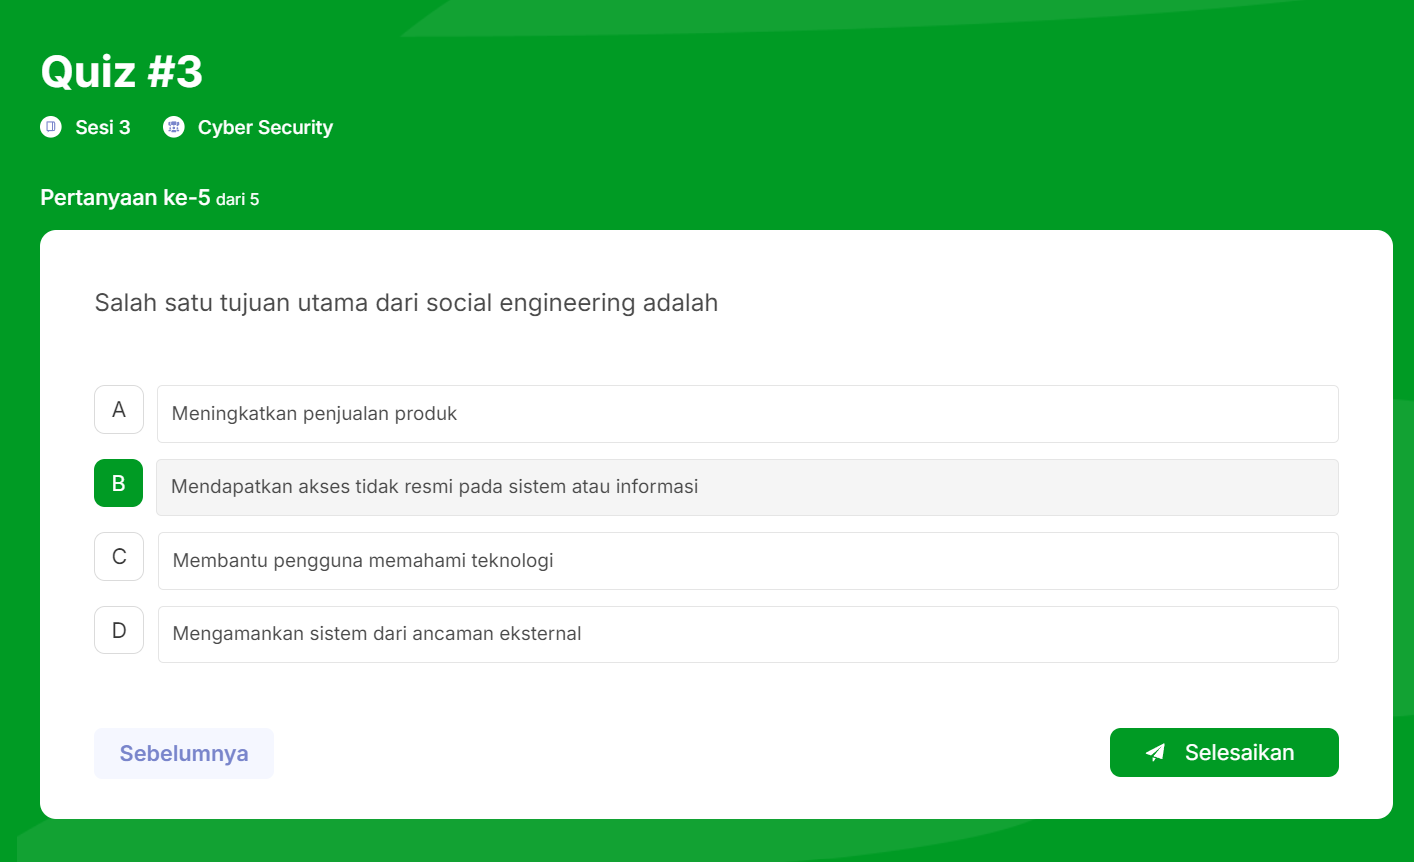 Quiz #3
Sesi 3 Cyber Security
Pertanyaan ke-5 dari 5
Salah satu tujuan utama dari social engineering adalah
A Meningkatkan penjualan produk
B Mendapatkan akses tidak resmi pada sistem atau informasi
C Membantu pengguna memahami teknologi
D Mengamankan sistem dari ancaman eksternal
Sebelumnya Selesaikan